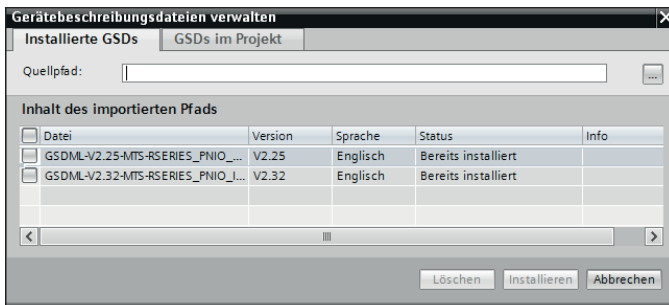 Gerätebeschreibungsdateien verwalten
Installierte GSDs GSDs im Projekt
Quellpfad:
...
Inhalt des importierten Pfads
Datei Version Sprache Status Info
GSDML-V2.25-MTS-RSERIES_PNIO_... V2.25 Englisch Bereits installiert
GSDML-V2.32-MTS-RSERIES_PNIO_I... V2.32 Englisch Bereits installiert
Löschen Installieren Abbrechen